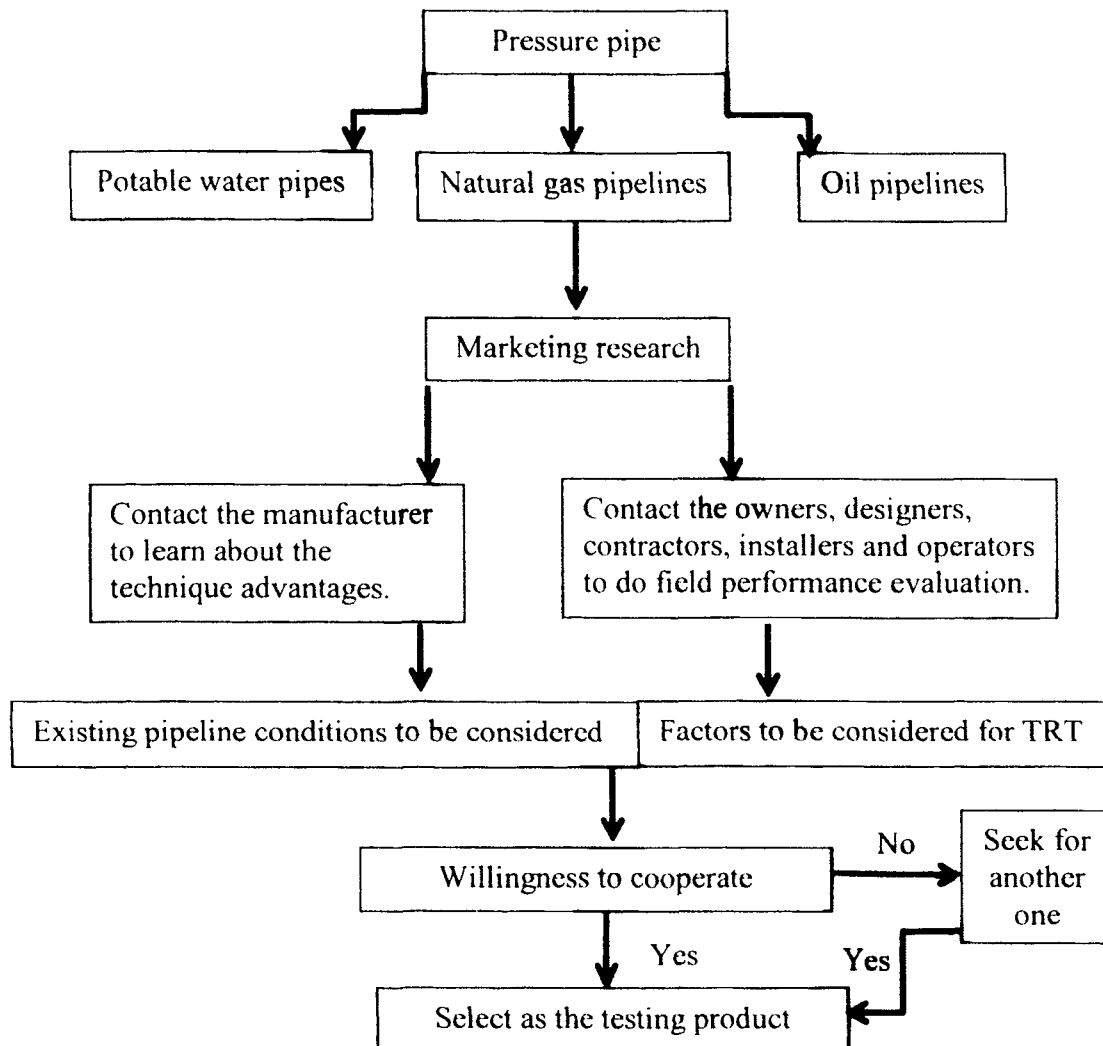 Pressure pipe
Potable water pipes
Natural gas pipelines
Oil pipelines
Marketing research
Contact the manufacturer
to learn about the
technique advantages.
Contact the owners, designers,
contractors, installers and operators
to do field performance evaluation.
Existing pipeline conditions to be considered
Factors to be considered for TRT
Willingness to cooperate
No
Seek for
another
one
Yes
Yes
Select as the testing product